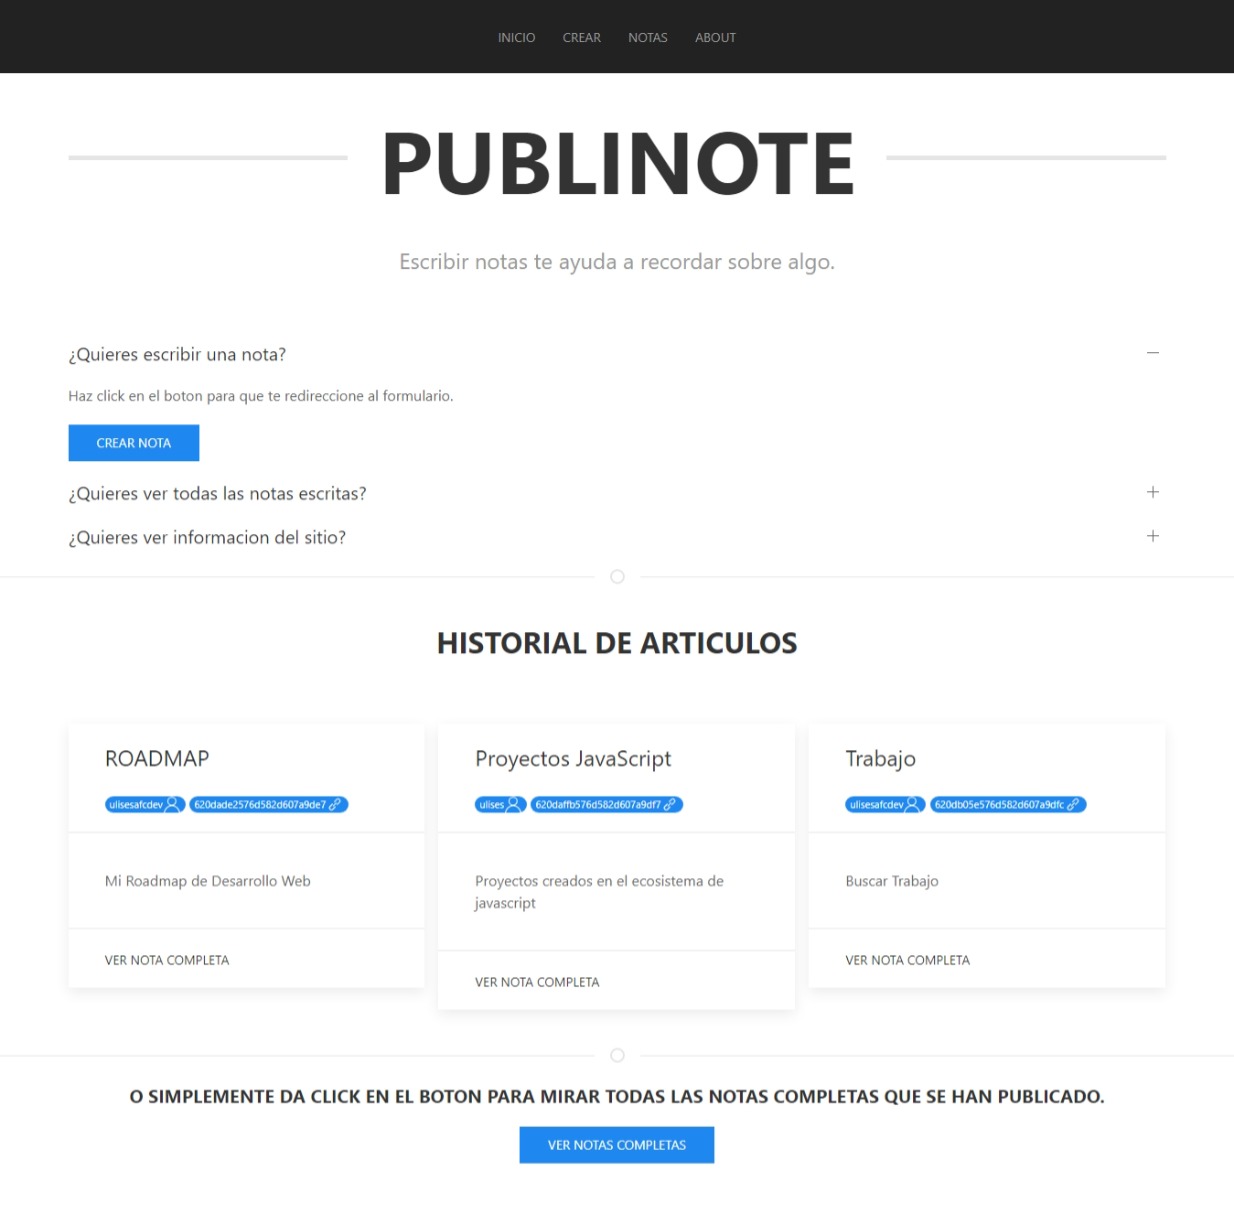 INICIO CREAR NOTAS ABOUT
PUBLINOTE
Escribir notas te ayuda a recordar sobre algo.
¿Quieres escribir una nota?
Haz click en el boton para que te redireccione al formulario.
CREAR NOTA
¿Quieres ver todas las notas escritas?
¿Quieres ver informacion del sitio?
HISTORIAL DE ARTICULOS
ROADMAP
ulisesafcdev 620dade2576d582d607a9de7
Mi Roadmap de Desarrollo Web
VER NOTA COMPLETA
Proyectos JavaScript
ulises 620daffb576d582d607a9df7
Proyectos creados en el ecosistema de
javascript
VER NOTA COMPLETA
Trabajo
ulisesafcdev 620db05e576d582d607a9dfc
Buscar Trabajo
VER NOTA COMPLETA
O SIMPLEMENTE DA CLICK EN EL BOTON PARA MIRAR TODAS LAS NOTAS COMPLETAS QUE SE HAN PUBLICADO.
VER NOTAS COMPLETAS